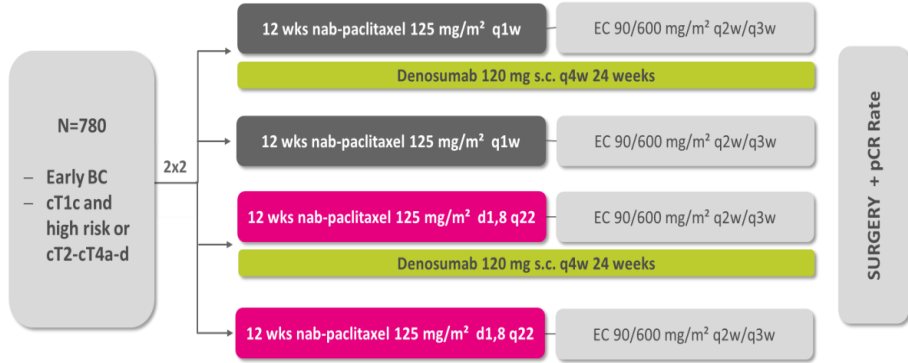 N=780
– Early BC
– cT1c and
high risk or
cT2-cT4a-d
2x2
12 wks nab-paclitaxel 125 mg/m² q1w
EC 90/600 mg/m² q2w/q3w
Denosumab 120 mg s.c. q4w 24 weeks
12 wks nab-paclitaxel 125 mg/m² q1w
EC 90/600 mg/m² q2w/q3w
12 wks nab-paclitaxel 125 mg/m² d1,8 q22
EC 90/600 mg/m² q2w/q3w
Denosumab 120 mg s.c. q4w 24 weeks
12 wks nab-paclitaxel 125 mg/m² d1,8 q22
EC 90/600 mg/m² q2w/q3w
SURGERY + pCR Rate